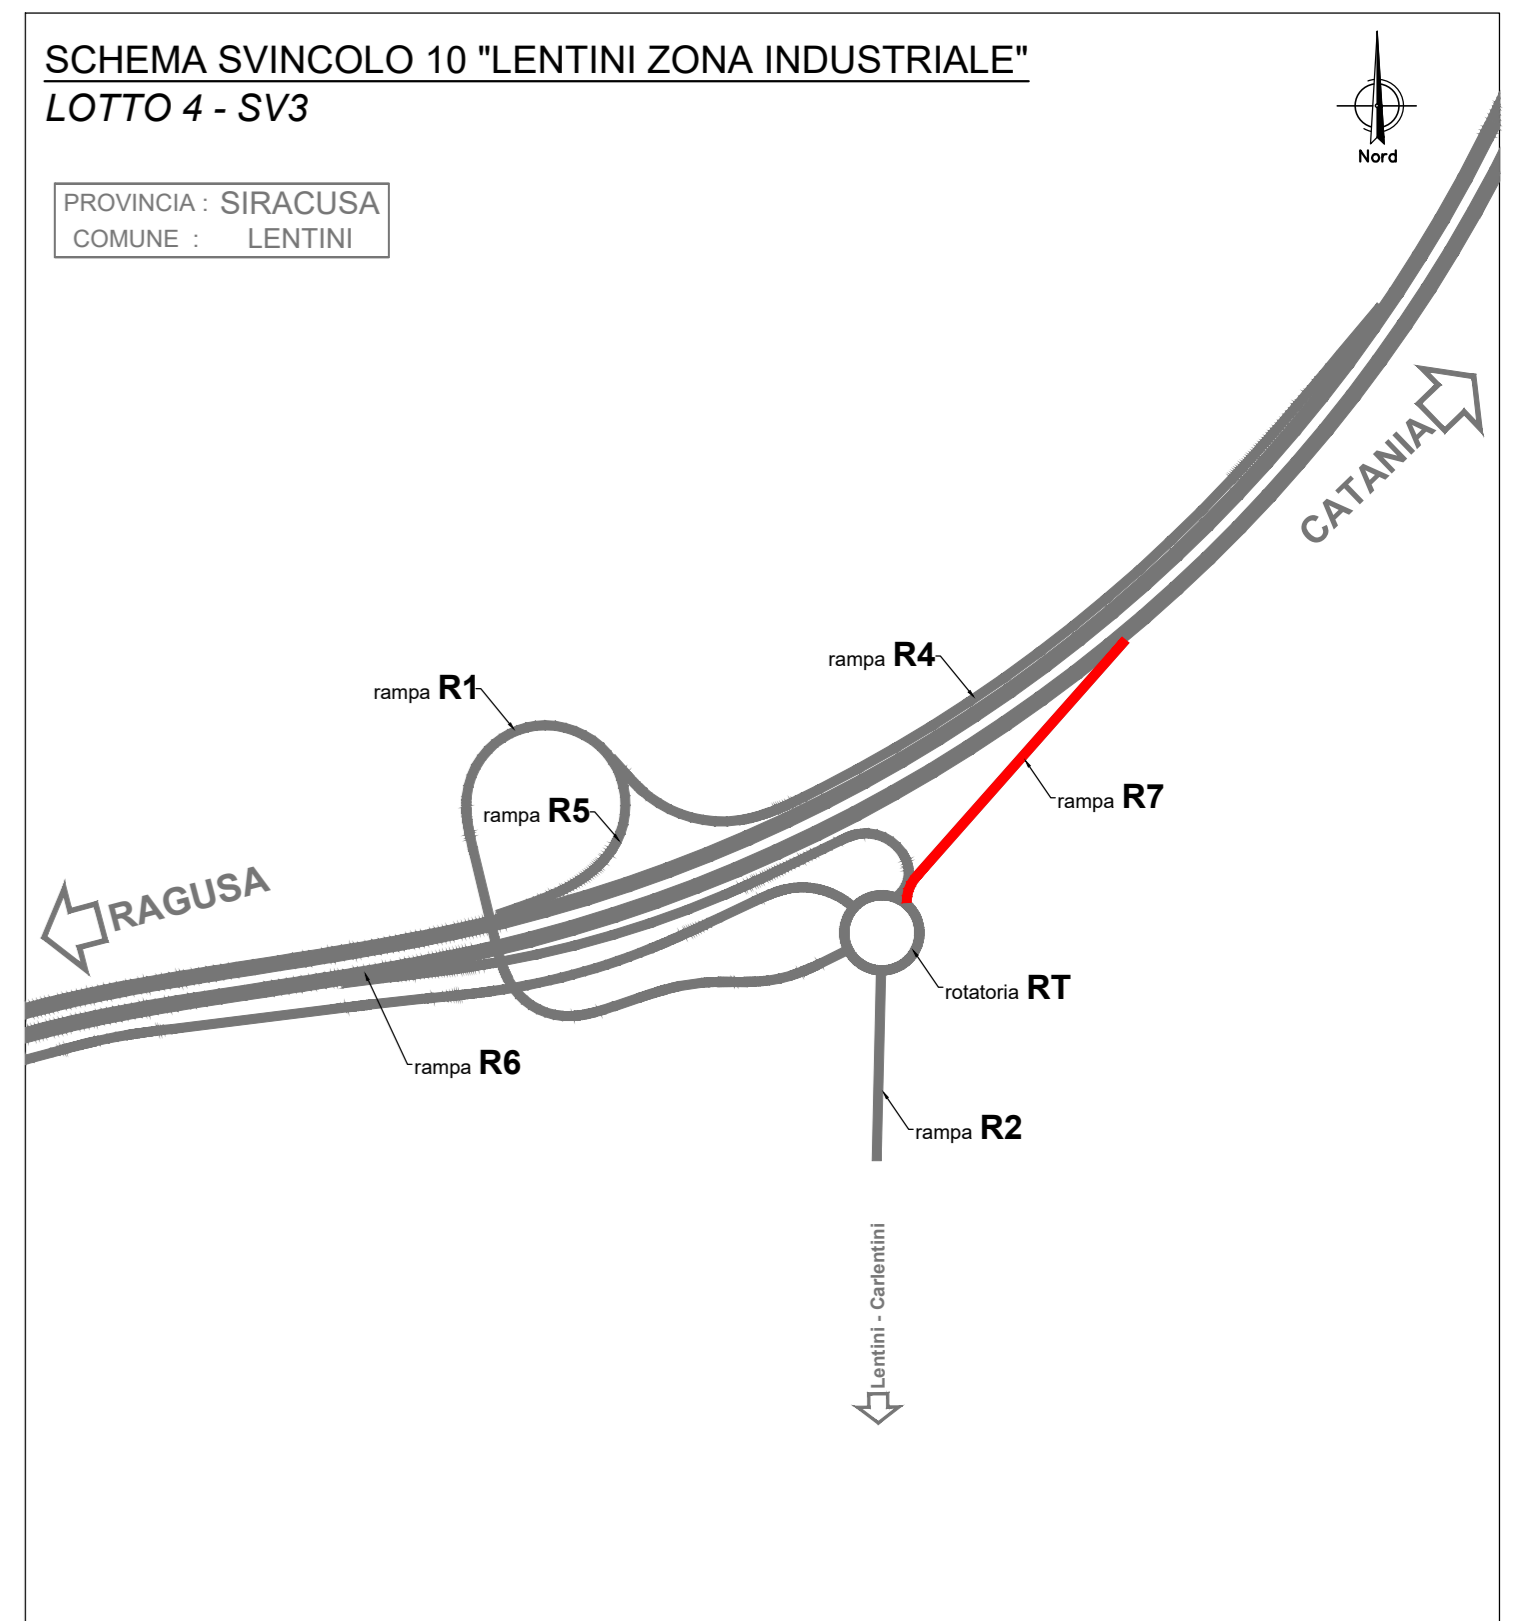 SCHEMA SVINCOLO 10 "LENTINI ZONA INDUSTRIALE"
LOTTO 4 - SV3
Nord
PROVINCIA : SIRACUSA
COMUNE : LENTINI
CATANIA
rampa R4
rampa R1
rampa R7
rampa R5
RAGUSA
rotatoria RT
rampa R6
rampa R2
Lentini - Carlentini